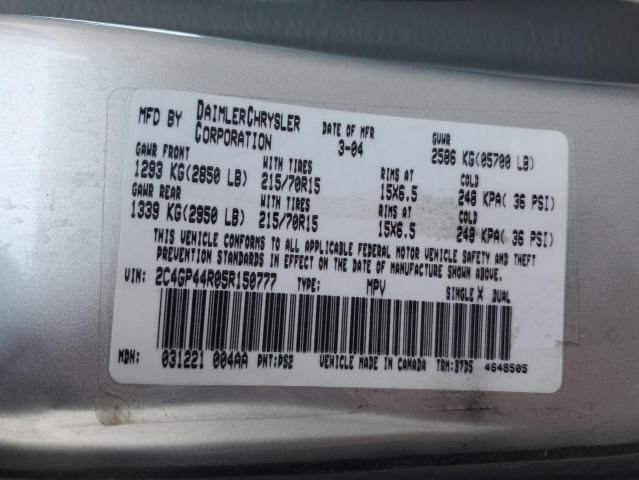 MFD BY DAIMLERCHRYSLER CORPORATION DATE OF MFR 3-04 GVWR 2586 KG(05700 LB)
GAWR FRONT WITH TIRES RIMS AT COLD
1293 KG(2850 LB) 215/70R15 15X6.5 248 KPA( 36 PSI)
GAWR REAR WITH TIRES RIMS AT COLD
1339 KG(2950 LB) 215/70R15 15X6.5 248 KPA( 36 PSI)
THIS VEHICLE CONFORMS TO ALL APPLICABLE FEDERAL MOTOR VEHICLE SAFETY AND THEFT
PREVENTION STANDARDS IN EFFECT ON THE DATE OF MANUFACTURE SHOWN ABOVE.
VIN: 2C4GP44R05R150777 TYPE: MPV SINGLE X DUAL
MDH: 031221 004AA PNT:PS2 VEHICLE MADE IN CANADA TRM:B7D5 4648505